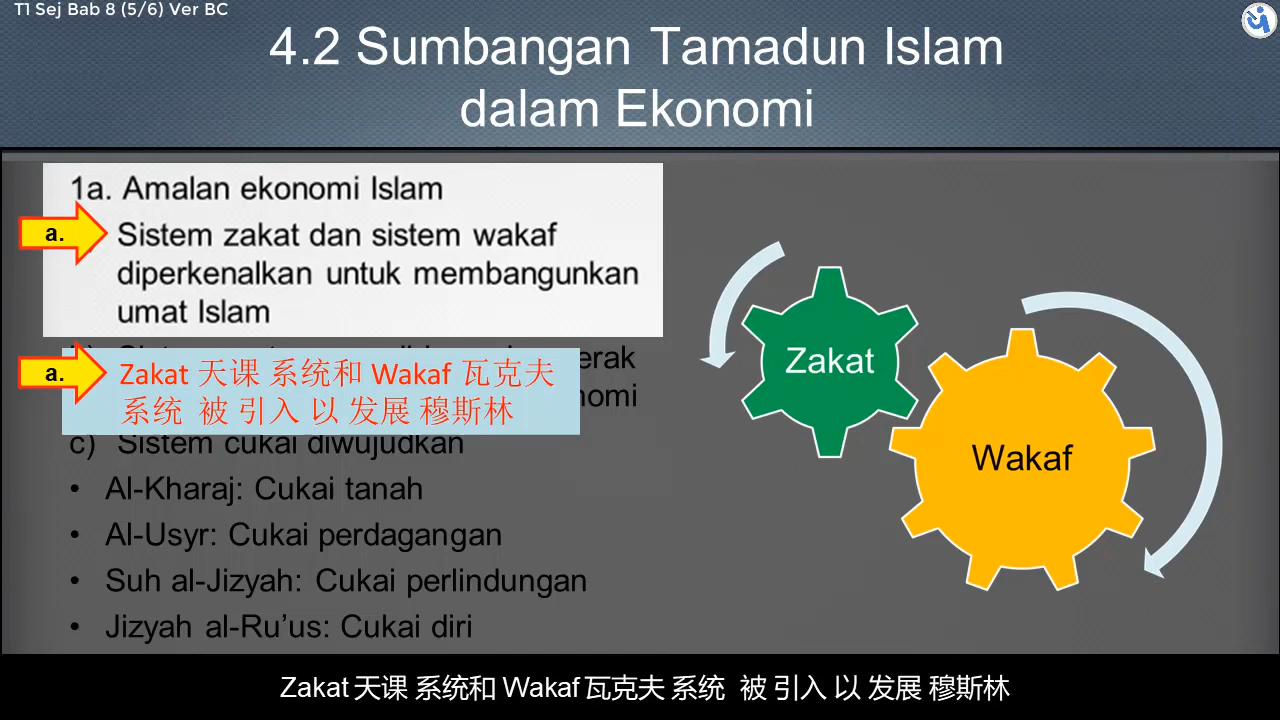 T1 Sej Bab 8 (5/6) Ver BC
4.2 Sumbangan Tamadun Islam
dalam Ekonomi
1a. Amalan ekonomi Islam
a.
Sistem zakat dan sistem wakaf
diperkenalkan untuk membangunkan
umat Islam
a.
Zakat 天课 系统和 Wakaf 瓦克夫
系统 被 引入 以 发展 穆斯林
c) Sistem cukai diwujudkan
• Al-Kharaj: Cukai tanah
• Al-Usyr: Cukai perdagangan
• Suh al-Jizyah: Cukai perlindungan
• Jizyah al-Ru’us: Cukai diri
Zakat
Wakaf
Zakat 天课 系统和 Wakaf 瓦克夫 系统 被 引入 以 发展 穆斯林